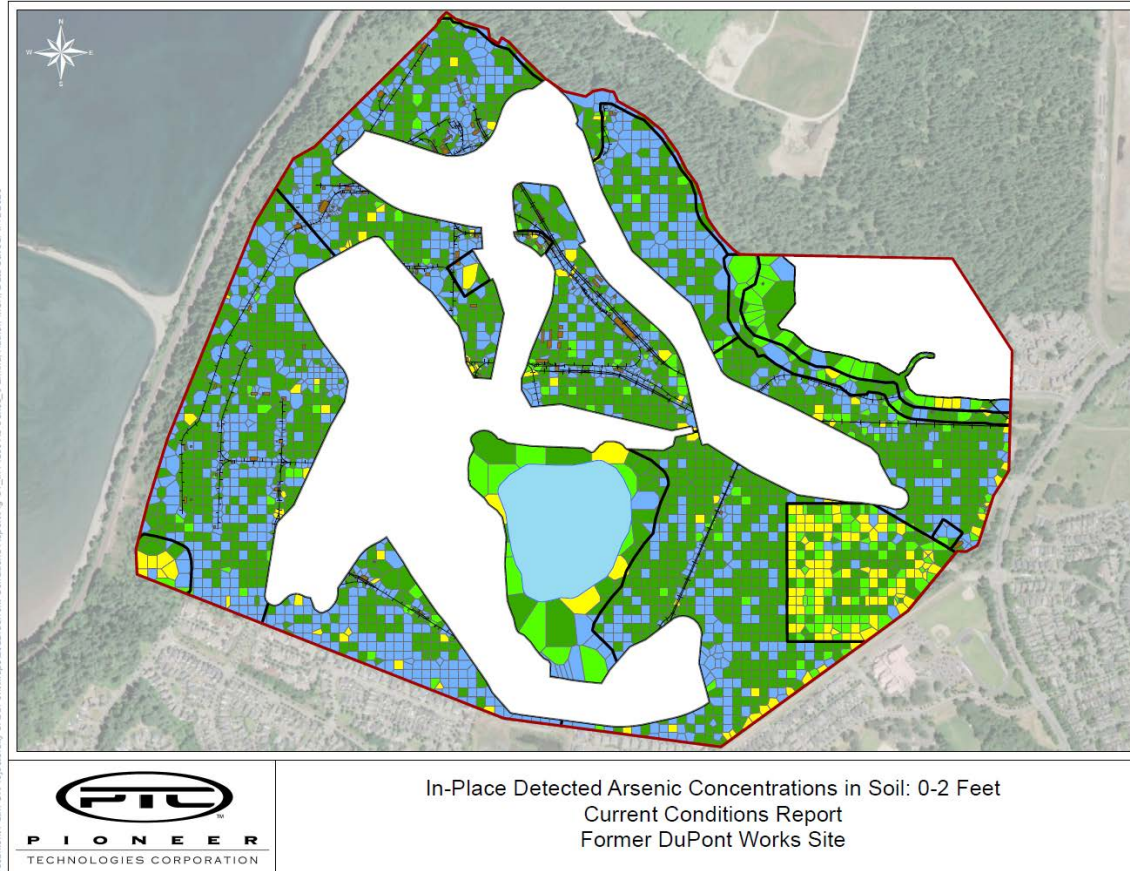 N
W E
S
PTC
TM
PIONEER
TECHNOLOGIES CORPORATION
In-Place Detected Arsenic Concentrations in Soil: 0-2 Feet
Current Conditions Report
Former DuPont Works Site